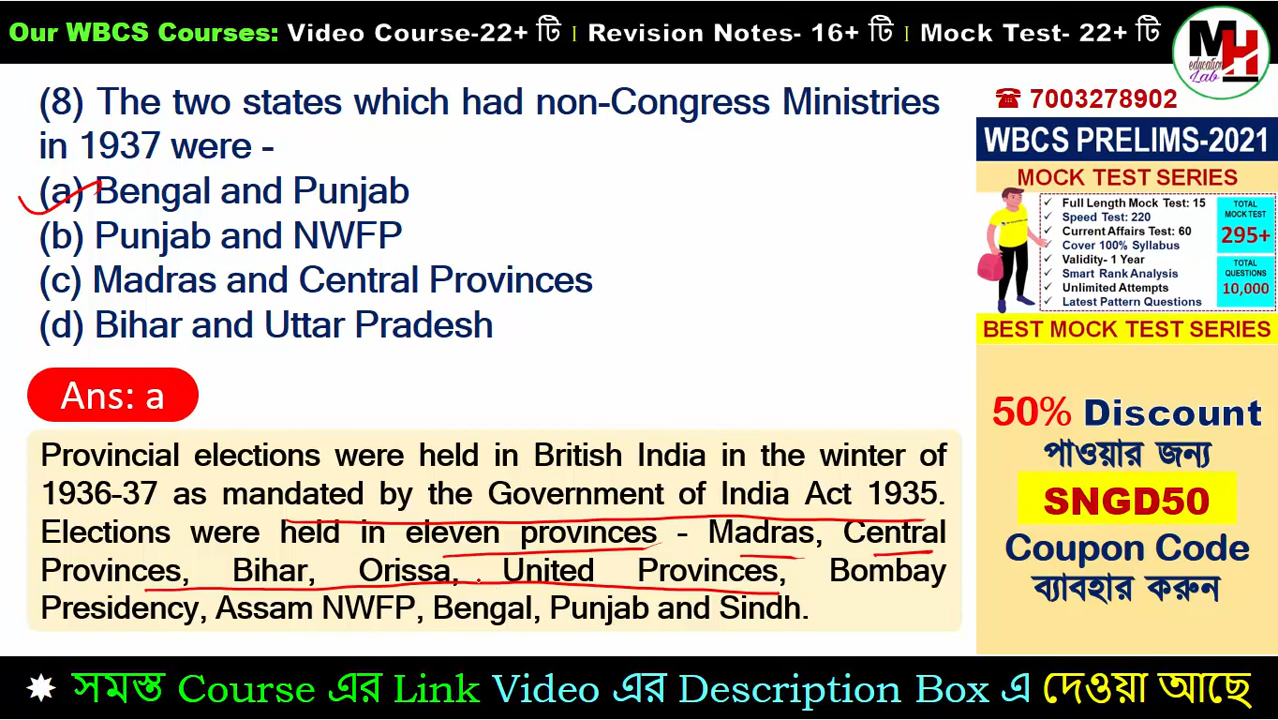 Our WBCS Courses: Video Course-22+ টি । Revision Notes- 16+ টি । Mock Test- 22+ টি
MH
education
Lab
☎ 7003278902
(8) The two states which had non-Congress Ministries
in 1937 were -
(a) Bengal and Punjab
(b) Punjab and NWFP
(c) Madras and Central Provinces
(d) Bihar and Uttar Pradesh
Ans: a
Provincial elections were held in British India in the winter of
1936-37 as mandated by the Government of India Act 1935.
Elections were held in eleven provinces - Madras, Central
Provinces, Bihar, Orissa, United Provinces, Bombay
Presidency, Assam NWFP, Bengal, Punjab and Sindh.
WBCS PRELIMS-2021
MOCK TEST SERIES
✓ Full Length Mock Test: 15
✓ Speed Test: 220
✓ Current Affairs Test: 60
✓ Cover 100% Syllabus
✓ Validity- 1 Year
✓ Smart Rank Analysis
✓ Unlimited Attempts
✓ Latest Pattern Questions
TOTAL
MOCK TEST
295+
TOTAL
QUESTIONS
10,000
BEST MOCK TEST SERIES
50% Discount
পাওয়ার জন্য
SNGD50
Coupon Code
ব্যাবহার করুন
✸ সমস্ত Course এর Link Video এর Description Box এ দেওয়া আছে